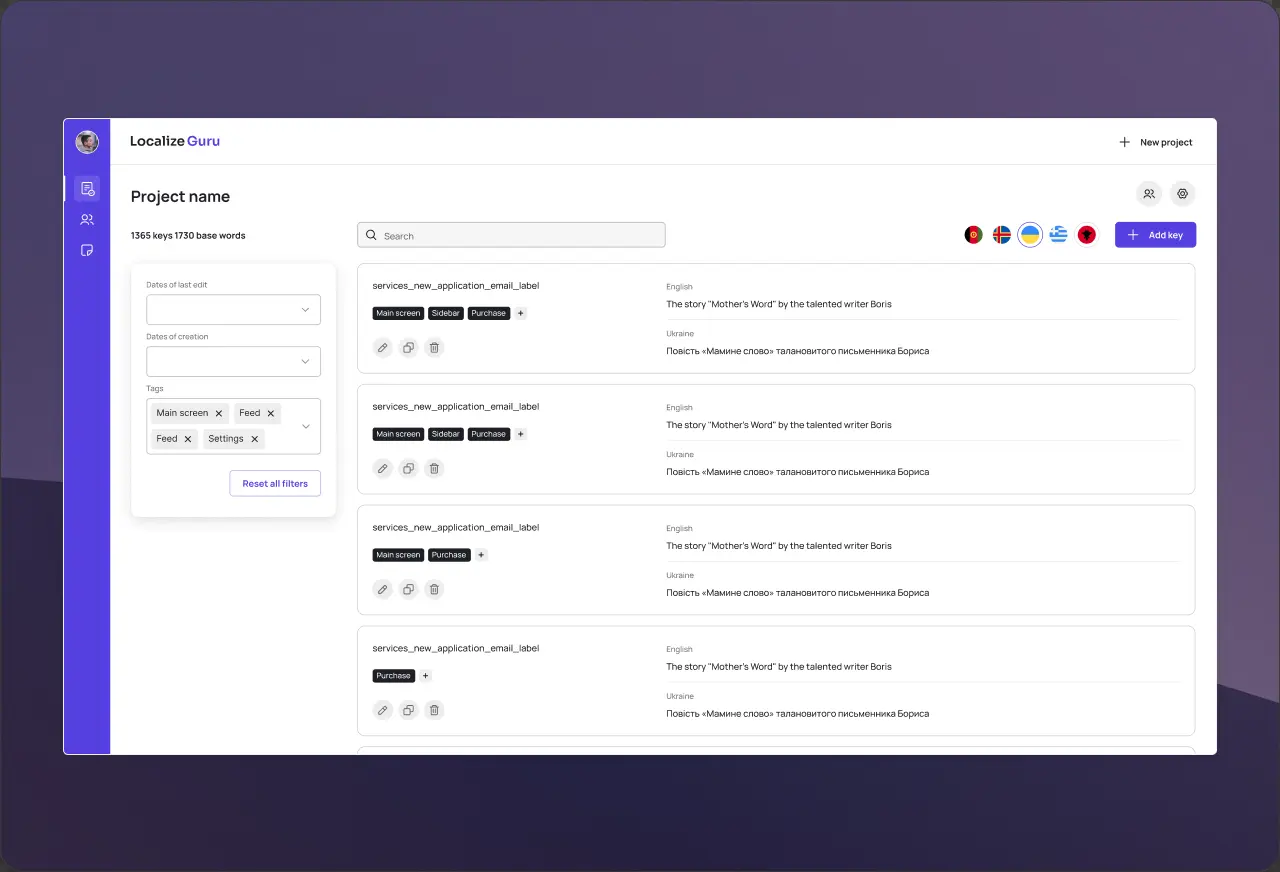 Localize Guru
New project
Project name
1365 keys 1730 base words
Search
Add key
Dates of last edit
Dates of creation
Tags
Main screen Feed
Feed Settings
Reset all filters
services_new_application_email_label
Main screen Sidebar Purchase +
English
The story "Mother's Word" by the talented writer Boris
Ukraine
Повість «Мамине слово» талановитого письменника Бориса
services_new_application_email_label
Main screen Sidebar Purchase +
English
The story "Mother's Word" by the talented writer Boris
Ukraine
Повість «Мамине слово» талановитого письменника Бориса
services_new_application_email_label
Main screen Purchase +
English
The story "Mother's Word" by the talented writer Boris
Ukraine
Повість «Мамине слово» талановитого письменника Бориса
services_new_application_email_label
Purchase +
English
The story "Mother's Word" by the talented writer Boris
Ukraine
Повість «Мамине слово» талановитого письменника Бориса